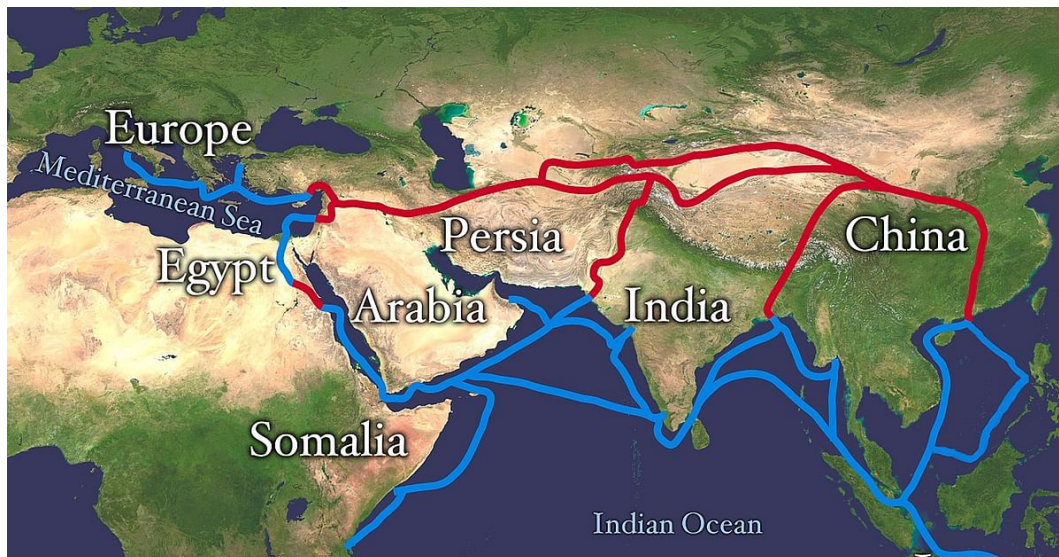 Europe
Mediterranean Sea
Egypt
Persia
China
Arabia
India
Somalia
Indian Ocean